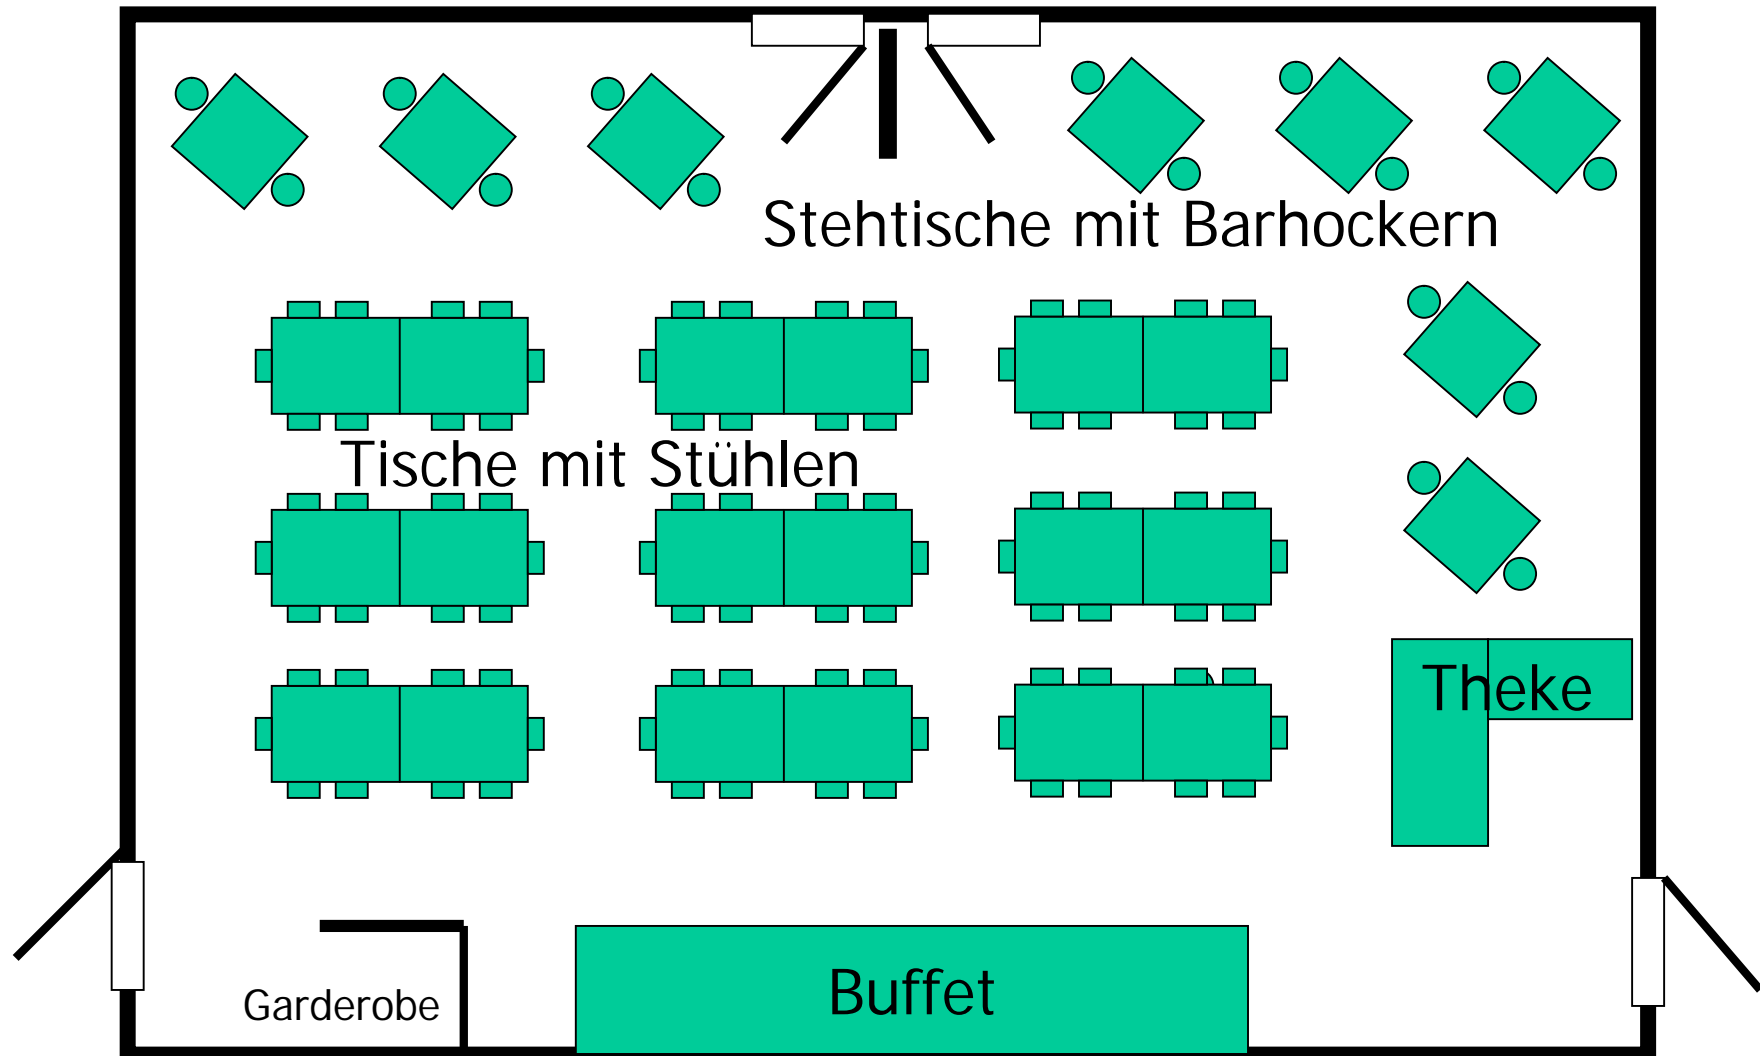 Stehtische mit Barhockern
Tische mit Stühlen
Theke
Buffet
Garderobe